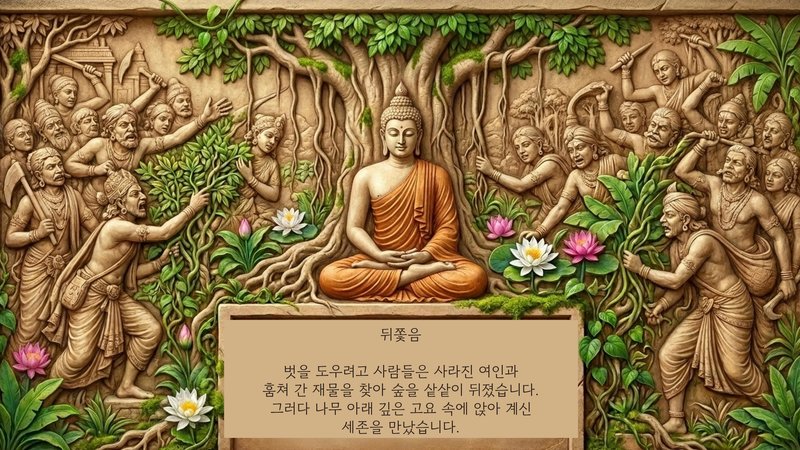 뒤쫓음
벗을 도우려고 사람들은 사라진 여인과
훔쳐 간 재물을 찾아 숲을 샅샅이 뒤졌습니다.
그러다 나무 아래 깊은 고요 속에 앉아 계신
세존을 만났습니다.